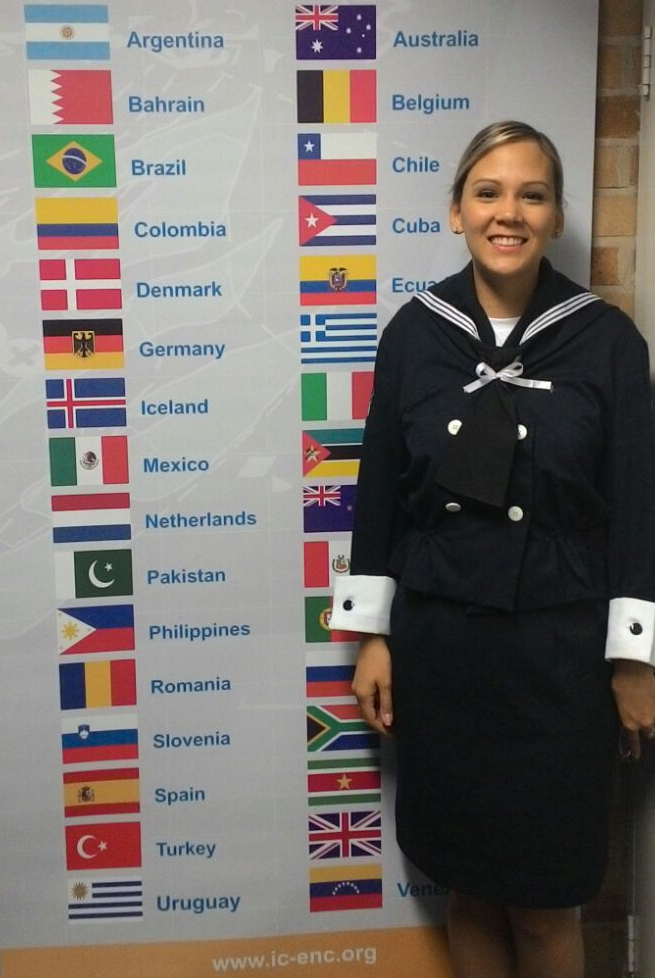 Argentina Australia
Bahrain Belgium
Brazil Chile
Colombia Cuba
Denmark
Germany
Iceland
Mexico
Netherlands
Pakistan
Philippines
Romania
Slovenia
Spain
Turkey
Uruguay
www.ic-enc.org